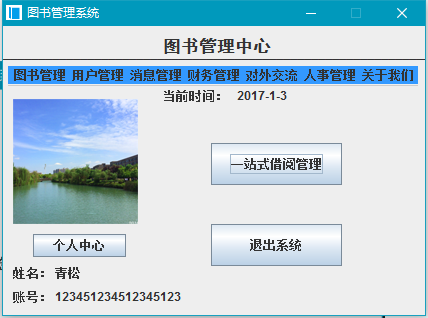 图书管理系统
图书管理中心
图书管理 用户管理 消息管理 财务管理 对外交流 人事管理 关于我们
当前时间： 2017-1-3
一站式借阅管理
个人中心
退出系统
姓名：青松
账号：123451234512345123